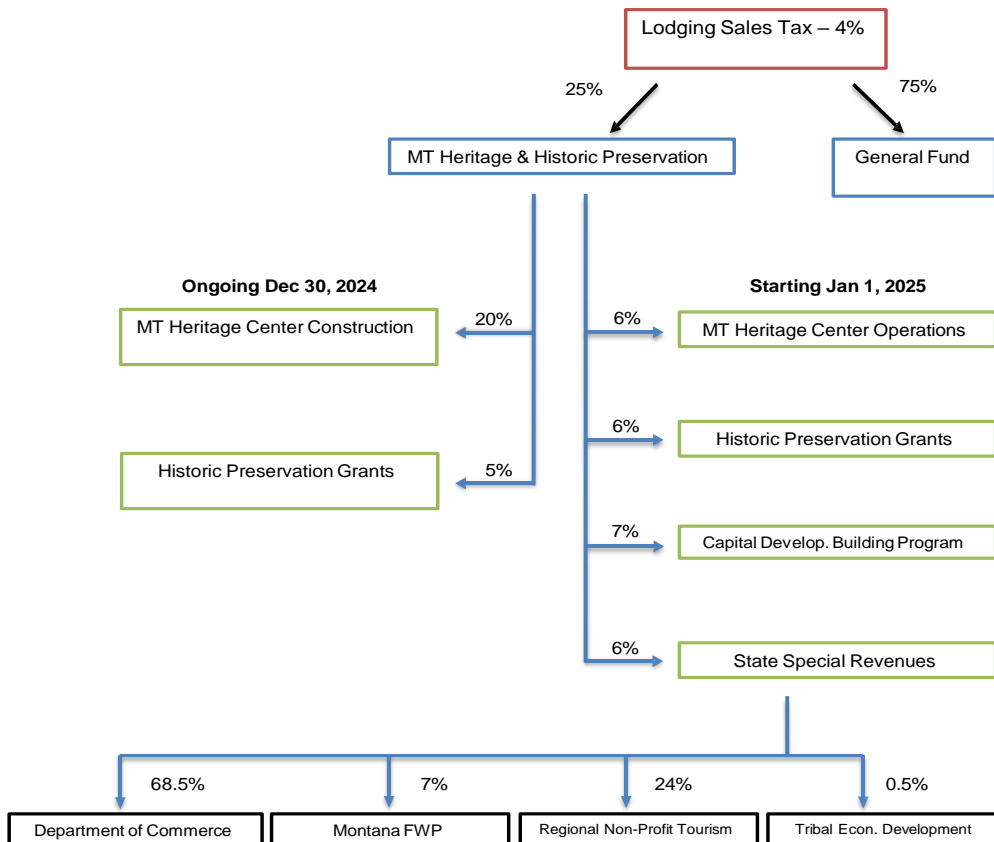 Lodging Sales Tax – 4%
25%
75%
MT Heritage & Historic Preservation
General Fund
Ongoing Dec 30, 2024
Starting Jan 1, 2025
MT Heritage Center Construction
20%
6%
MT Heritage Center Operations
6%
Historic Preservation Grants
Historic Preservation Grants
5%
7%
Capital Develop. Building Program
6%
State Special Revenues
68.5%
7%
24%
0.5%
Department of Commerce
Montana FWP
Regional Non-Profit Tourism
Tribal Econ. Development